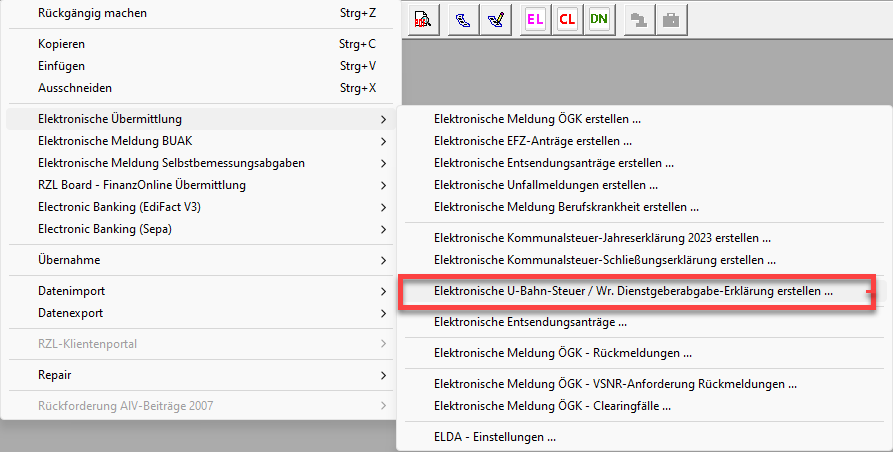 Rückgängig machen Strg+Z
Kopieren Strg+C
Einfügen Strg+V
Ausschneiden Strg+X
Elektronische Übermittlung
Elektronische Meldung BUAK
Elektronische Meldung Selbstbemessungsabgaben
RZL Board - FinanzOnline Übermittlung
Electronic Banking (EdiFact V3)
Electronic Banking (Sepa)
Übernahme
Datenimport
Datenexport
RZL-Klientenportal
Repair
Rückforderung AlV-Beiträge 2007
EL CL DN
Elektronische Meldung ÖGK erstellen ...
Elektronische EFZ-Anträge erstellen ...
Elektronische Entsendungsanträge erstellen ...
Elektronische Unfallmeldungen erstellen ...
Elektronische Meldung Berufskrankheit erstellen ...
Elektronische Kommunalsteuer-Jahreserklärung 2023 erstellen ...
Elektronische Kommunalsteuer-Schließungserklärung erstellen ...
Elektronische U-Bahn-Steuer / Wr. Dienstgeberabgabe-Erklärung erstellen ...
Elektronische Entsendungsanträge ...
Elektronische Meldung ÖGK - Rückmeldungen ...
Elektronische Meldung ÖGK - VSNR-Anforderung Rückmeldungen ...
Elektronische Meldung ÖGK - Clearingfälle ...
ELDA - Einstellungen ...